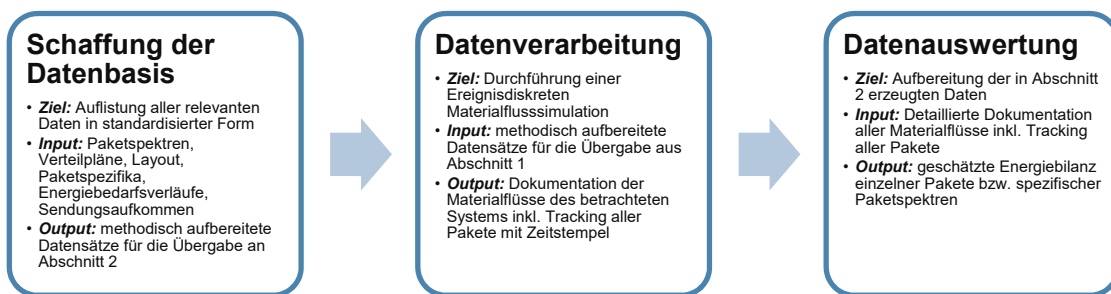 Schaffung der
Datenbasis
• Ziel: Auflistung aller relevanten
Daten in standardisierter Form
• Input: Paketspektren,
Verteilpläne, Layout,
Paketspezifika,
Energiebedarfsverläufe,
Sendungsaufkommen
• Output: methodisch aufbereitete
Datensätze für die Übergabe an
Abschnitt 2
Datenverarbeitung
• Ziel: Durchführung einer
Ereignisdiskreten
Materialflusssimulation
• Input: methodisch aufbereitete
Datensätze für die Übergabe aus
Abschnitt 1
• Output: Dokumentation der
Materialflüsse des betrachteten
Systems inkl. Tracking aller
Pakete mit Zeitstempel
Datenauswertung
• Ziel: Aufbereitung der in Abschnitt
2 erzeugten Daten
• Input: Detaillierte Dokumentation
aller Materialflüsse inkl. Tracking
aller Pakete
• Output: geschätzte Energiebilanz
einzelner Pakete bzw. spezifischer
Paketspektren